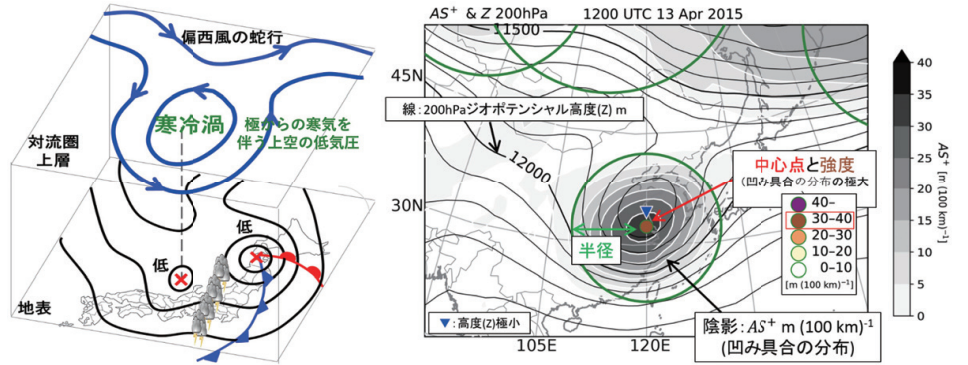 偏西風の蛇行
寒冷渦
極からの寒気を
伴う上空の低気圧
対流圏
上層
低
低
地表
AS⁺ & Z 200hPa
1200 UTC 13 Apr 2015
11500
45N
線：200hPaジオポテンシャル高度(Z) m
12000
30N
中心点と強度
(凹み具合の分布の極大
40–
30–40
20–30
10–20
0–10
[m (100 km)⁻¹]
半径
▼:高度(Z)極小
陰影：AS⁺ m (100 km)⁻¹
(凹み具合の分布)
105E
120E
40
35
30
25
20
15
10
5
0
AS⁺ [m (100 km)⁻¹]